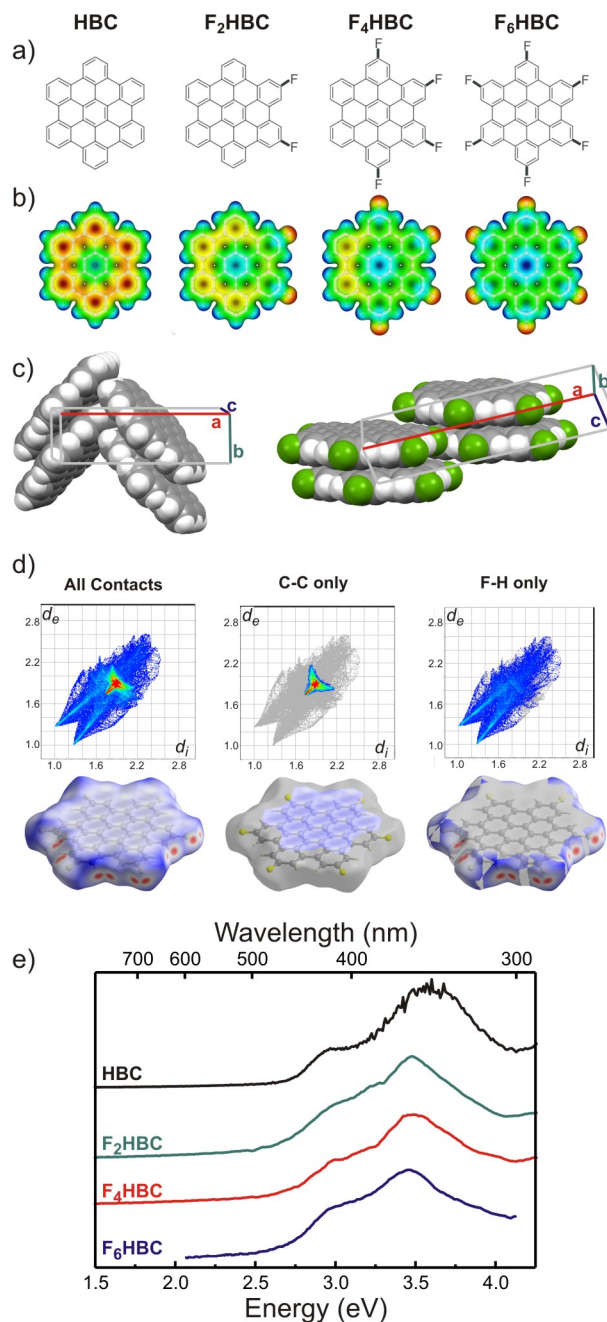 HBC F₂HBC F₄HBC F₆HBC
a)
F F F F F F
F F F F F F
b)
c)
c a b a b c
d)
All Contacts C-C only F-H only
dₑ dₑ dₑ
2.8 2.8 2.8
2.2 2.2 2.2
1.6 1.6 1.6
1.0 1.0 1.0
dᵢ dᵢ dᵢ
1.0 1.6 2.2 2.8 1.0 1.6 2.2 2.8 1.0 1.6 2.2 2.8
e)
Wavelength (nm)
700 600 500 400 300
HBC
F₂HBC
F₄HBC
F₆HBC
1.5 2.0 2.5 3.0 3.5 4.0
Energy (eV)